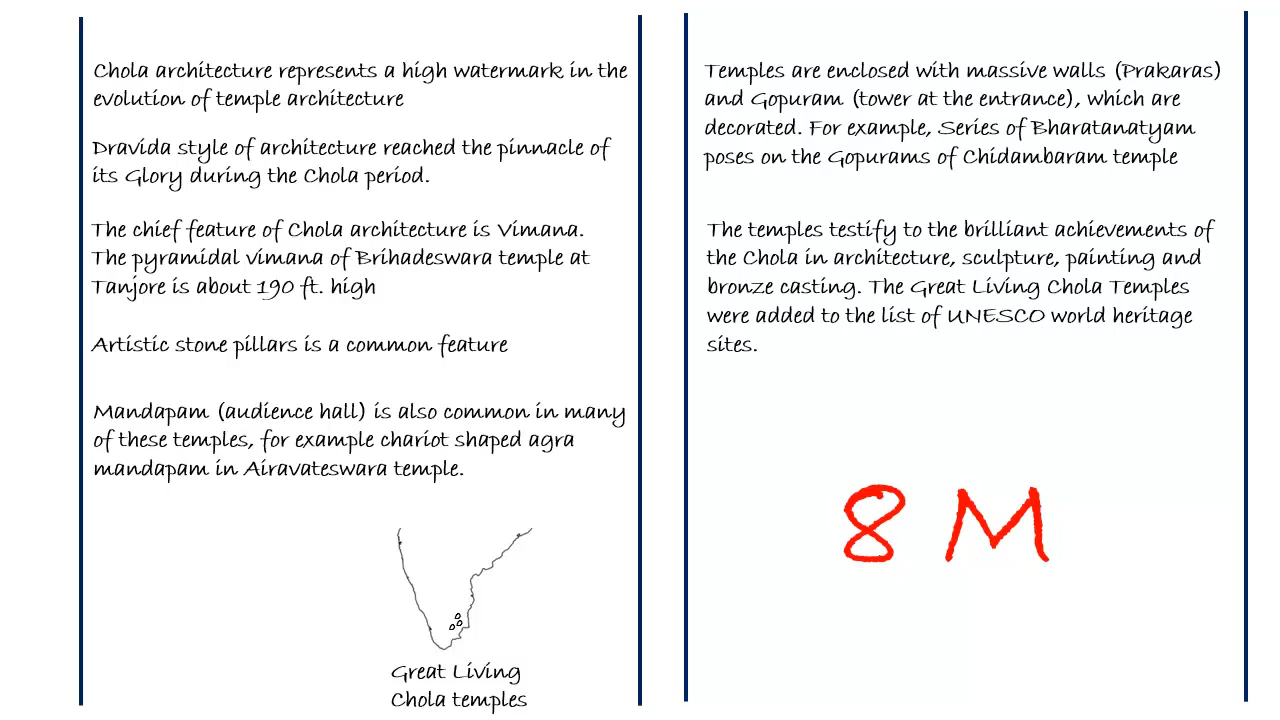 Chola architecture represents a high watermark in the
evolution of temple architecture
Dravida style of architecture reached the pinnacle of
its Glory during the Chola period.
The chief feature of Chola architecture is Vimana.
The pyramidal vimana of Brihadeswara temple at
Tanjore is about 190 ft. high
Artistic stone pillars is a common feature
Mandapam (audience hall) is also common in many
of these temples, for example chariot shaped agra
mandapam in Airavateswara temple.
Great Living
Chola temples
Temples are enclosed with massive walls (Prakaras)
and Gopuram (tower at the entrance), which are
decorated. For example, Series of Bharatanatyam
poses on the Gopurams of Chidambaram temple
The temples testify to the brilliant achievements of
the Chola in architecture, sculpture, painting and
bronze casting. The Great Living Chola Temples
were added to the list of UNESCO world heritage
sites.
8 M